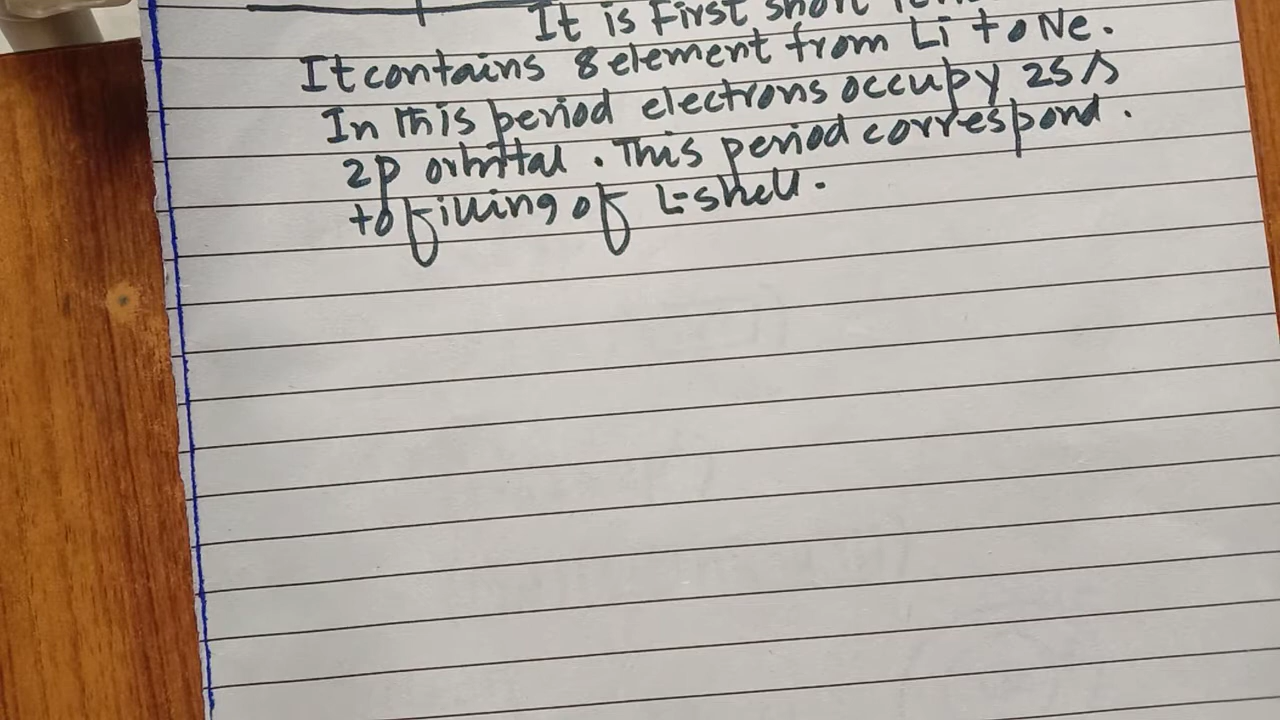 It is First short
It contains 8 element from Li to Ne.
In this period electrons occupy 2S
2p orbital. This period correspond.
to filling of L-shell.